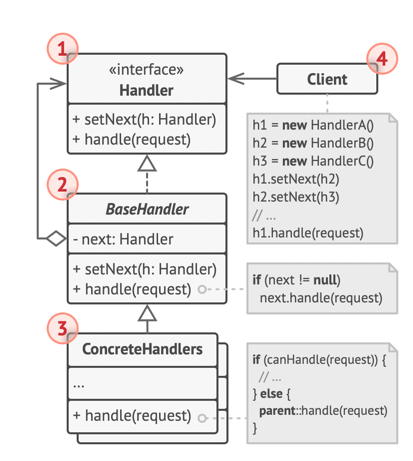 1
«interface»
Handler
+ setNext(h: Handler)
+ handle(request)
4
Client
h1 = new HandlerA()
h2 = new HandlerB()
h3 = new HandlerC()
h1.setNext(h2)
h2.setNext(h3)
// ...
h1.handle(request)
2
BaseHandler
- next: Handler
+ setNext(h: Handler)
+ handle(request)
if (next != null)
next.handle(request)
3
ConcreteHandlers
...
+ handle(request)
if (canHandle(request)) {
// ...
} else {
parent::handle(request)
}